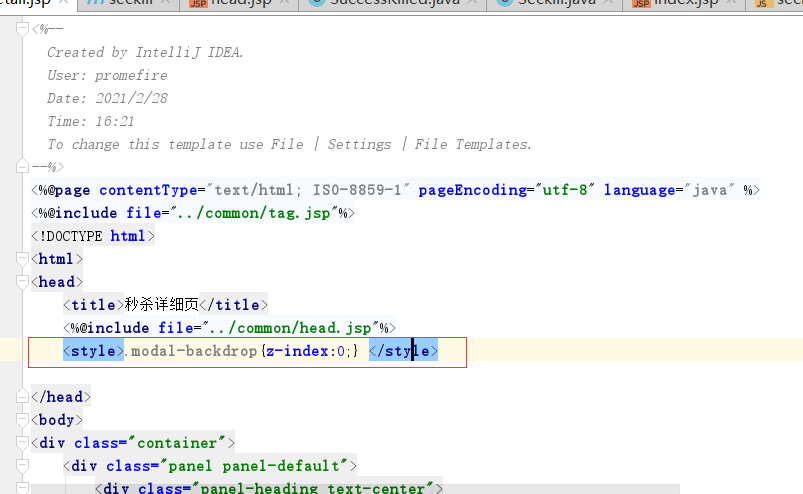 etail.jsp seckill head.jsp SuccessKilled.java Seckill.java index.jsp seck
<%--
Created by IntelliJ IDEA.
User: promefire
Date: 2021/2/28
Time: 16:21
To change this template use File | Settings | File Templates.
--%>
<%@page contentType="text/html; ISO-8859-1" pageEncoding="utf-8" language="java" %>
<%@include file="../common/tag.jsp"%>
<!DOCTYPE html>
<html>
<head>
<title>秒杀详细页</title>
<%@include file="../common/head.jsp"%>
<style>.modal-backdrop{z-index:0;} </style>
</head>
<body>
<div class="container">
<div class="panel panel-default">
<div class="panel-heading text-center">